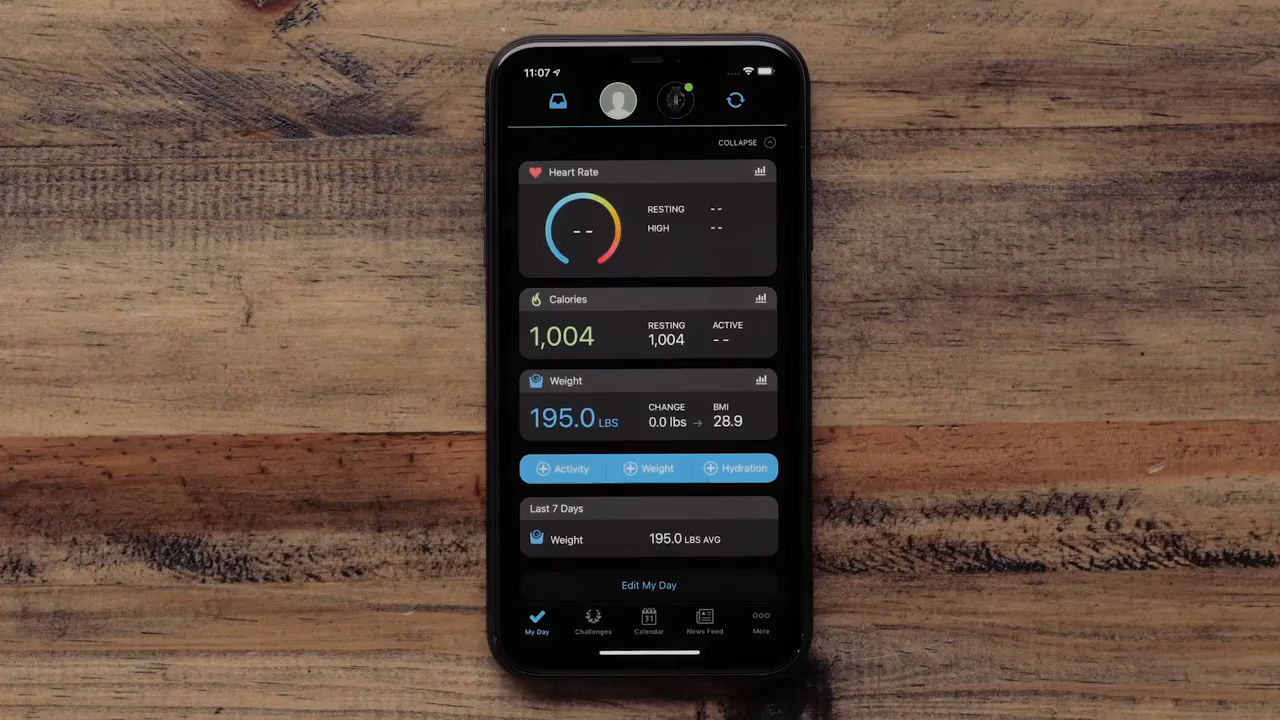 11:07
COLLAPSE
Heart Rate
--
RESTING --
HIGH --
Calories
1,004
RESTING ACTIVE
1,004 --
Weight
195.0 LBS
CHANGE BMI
0.0 lbs → 28.9
Activity Weight Hydration
Last 7 Days
Weight 195.0 LBS AVG
Edit My Day
31
My Day Challenges Calendar News Feed More